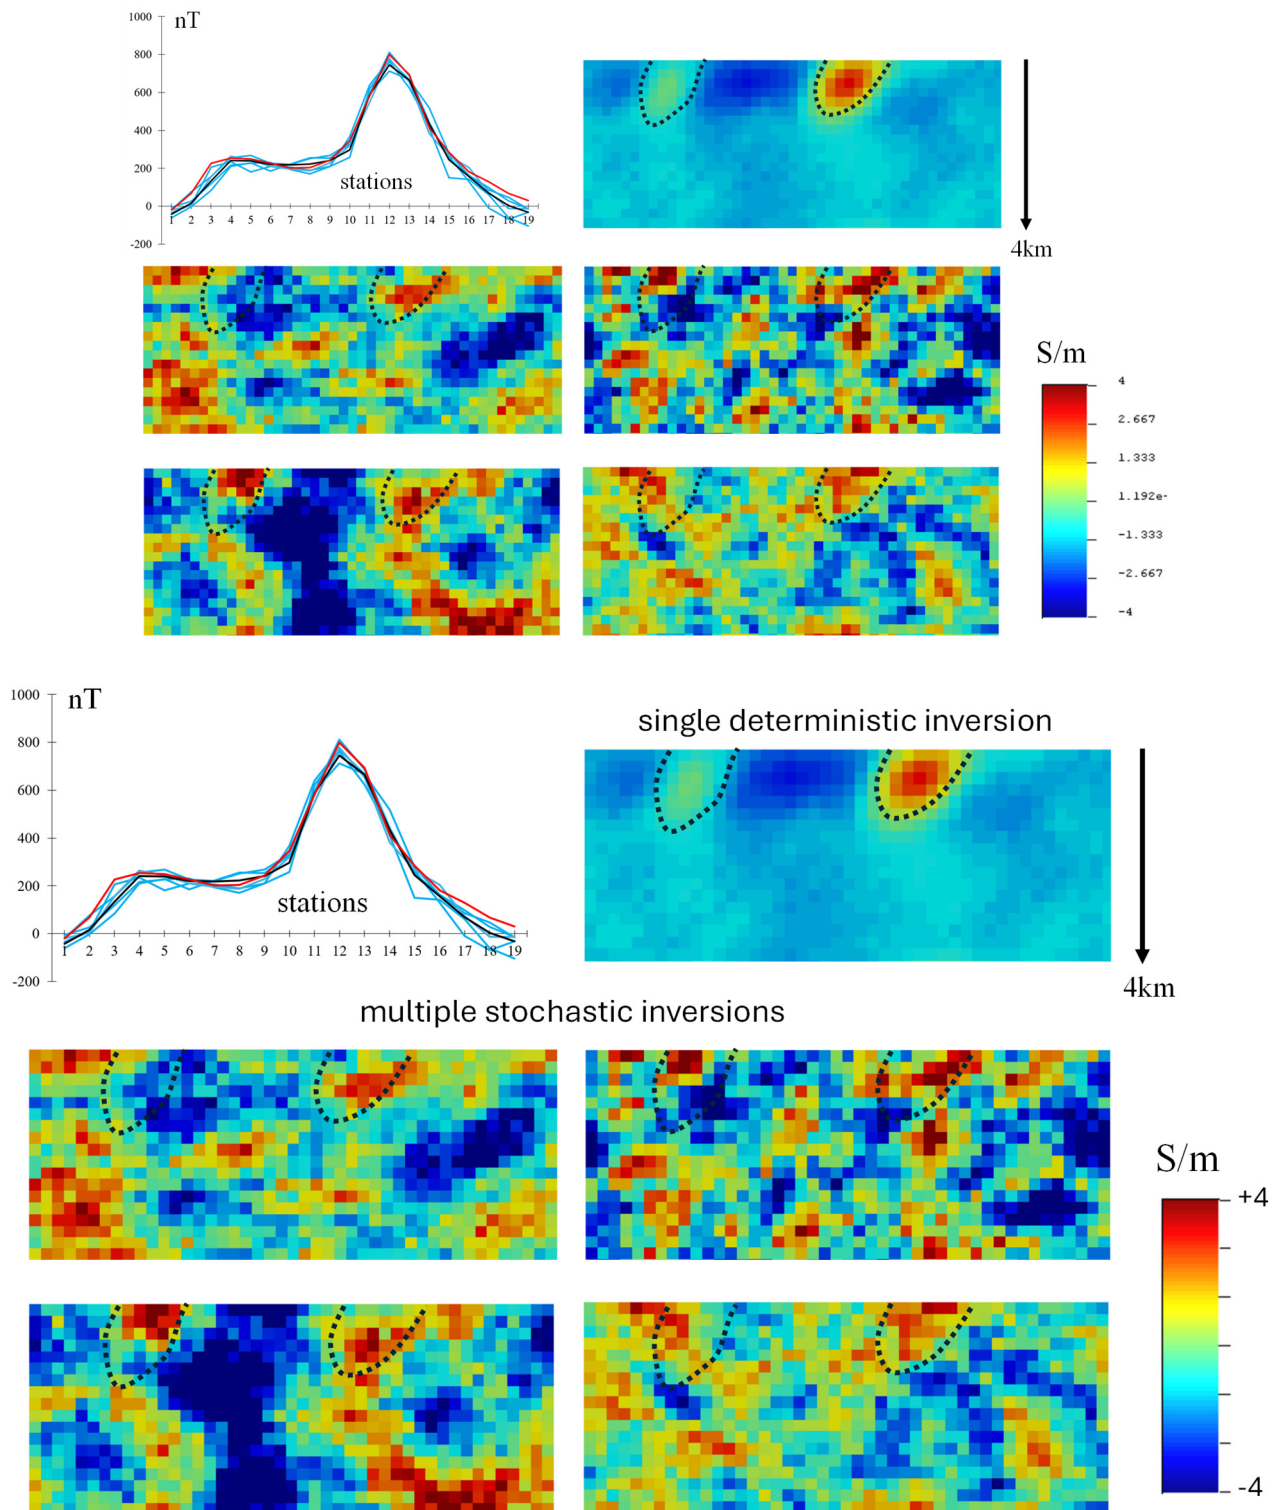 1000
nT
800
600
400
200
0
-200
stations
1 2 3 4 5 6 7 8 9 10 11 12 13 14 15 16 17 18 19
4km
S/m
4
2.667
1.333
1.192e-
-1.333
-2.667
-4
1000
nT
800
600
400
200
0
-200
stations
1 2 3 4 5 6 7 8 9 10 11 12 13 14 15 16 17 18 19
single deterministic inversion
4km
multiple stochastic inversions
S/m
+4
-4